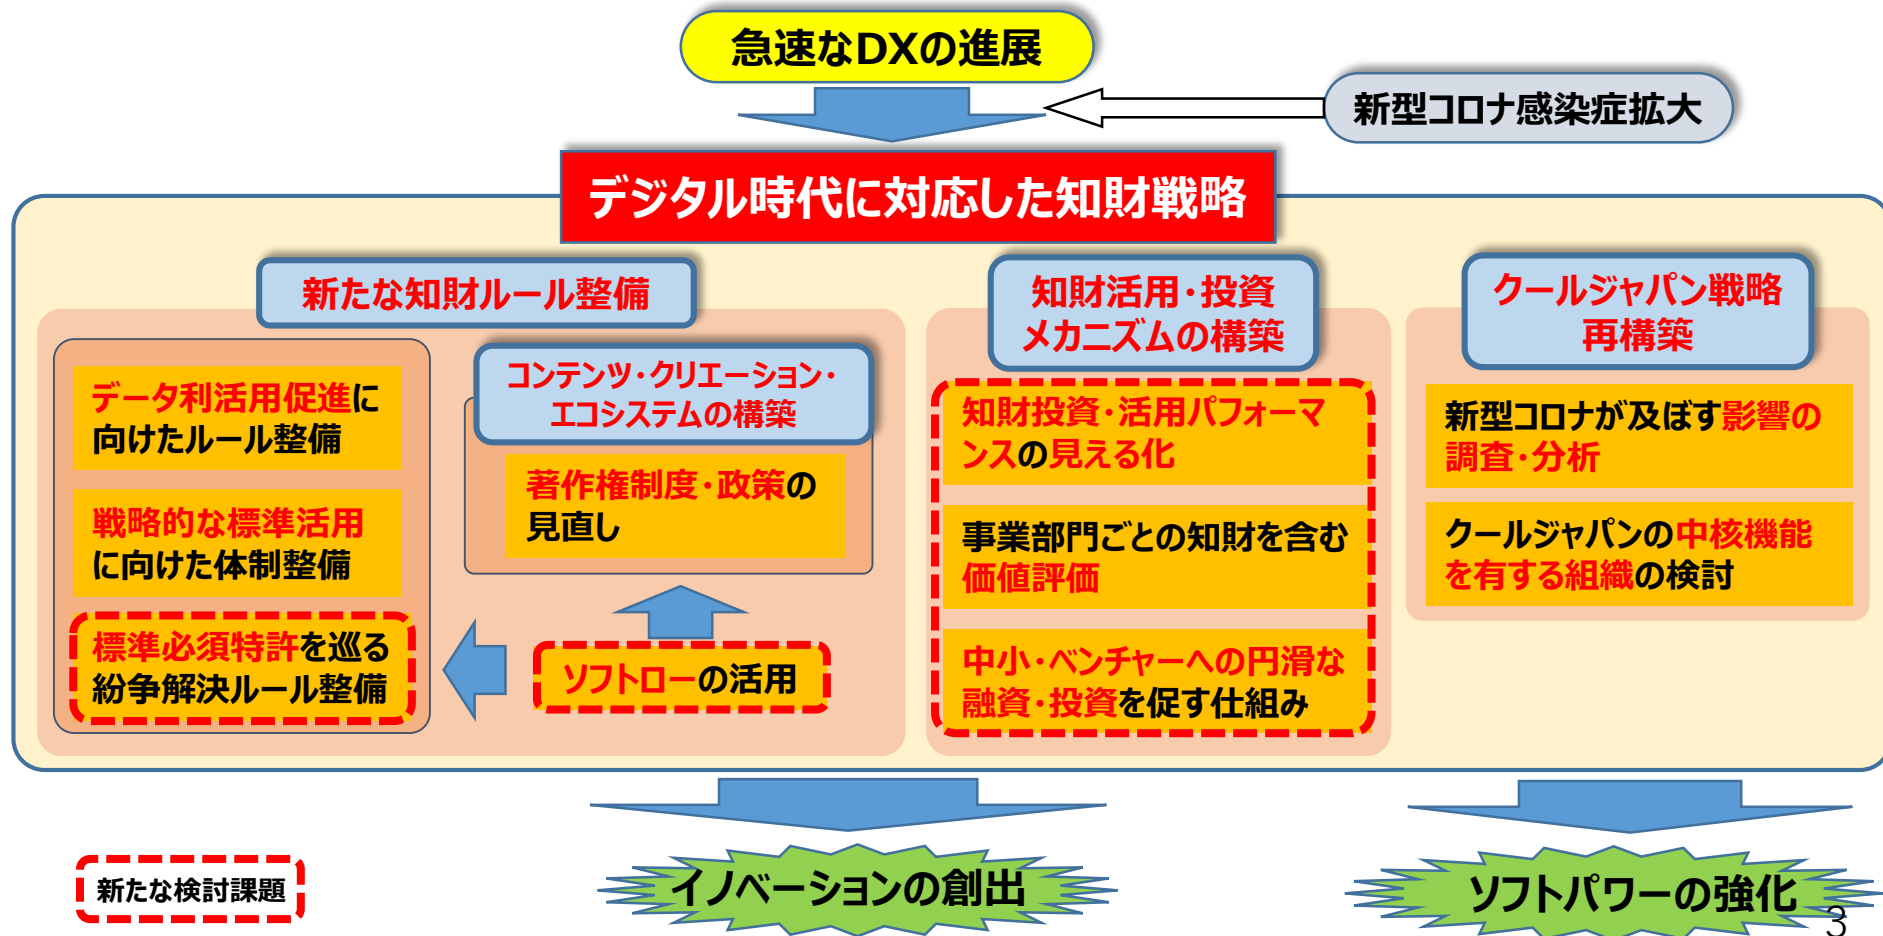 急速なDXの進展
新型コロナ感染症拡大
デジタル時代に対応した知財戦略
新たな知財ルール整備
データ利活用促進に
向けたルール整備
戦略的な標準活用
に向けた体制整備
標準必須特許を巡る
紛争解決ルール整備
コンテンツ・クリエーション・
エコシステムの構築
著作権制度・政策の
見直し
ソフトローの活用
知財活用・投資
メカニズムの構築
知財投資・活用パフォーマ
ンスの見える化
事業部門ごとの知財を含む
価値評価
中小・ベンチャーへの円滑な
融資・投資を促す仕組み
クールジャパン戦略
再構築
新型コロナが及ぼす影響の
調査・分析
クールジャパンの中核機能
を有する組織の検討
新たな検討課題
イノベーションの創出
ソフトパワーの強化
3